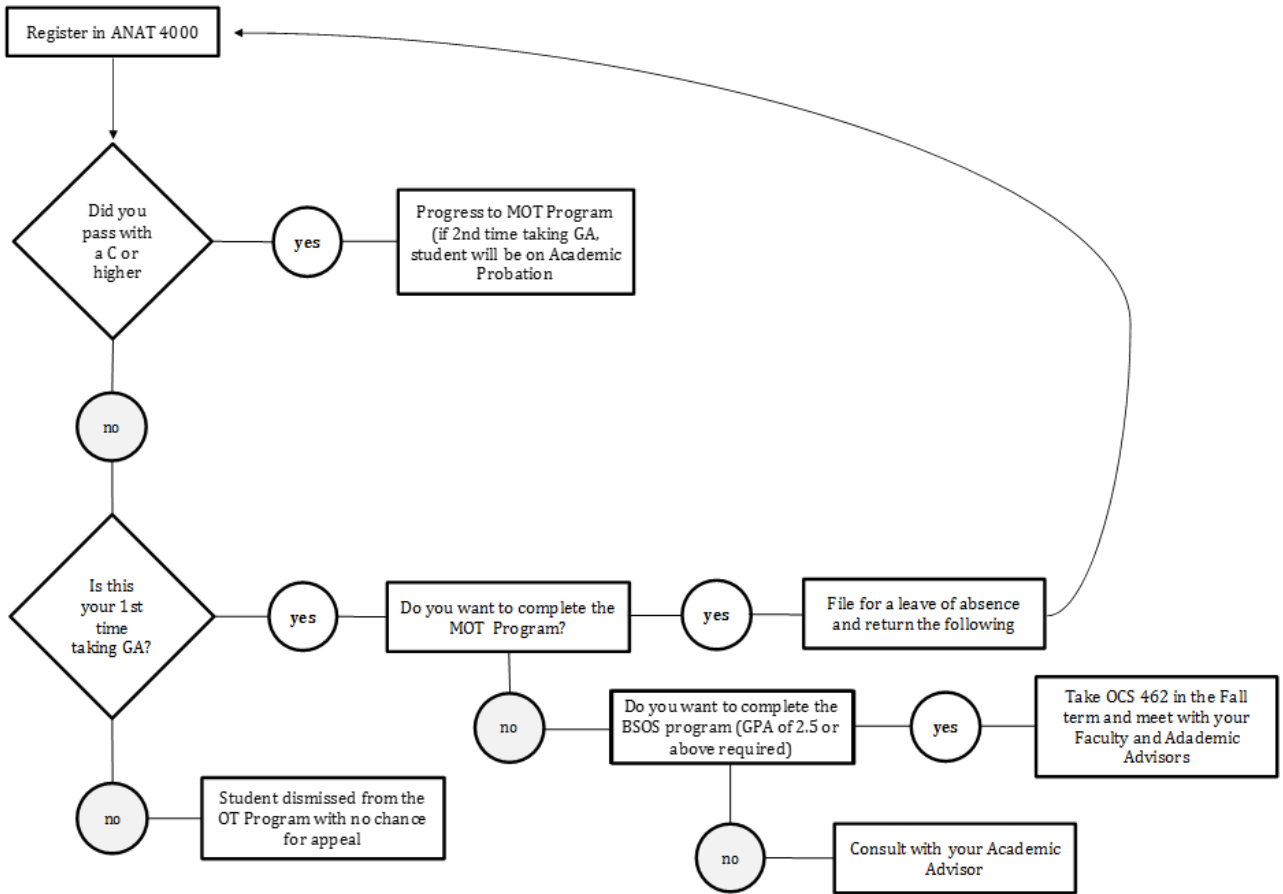 Register in ANAT 4000
Did you
pass with
a C or
higher
yes
Progress to MOT Program
(if 2nd time taking GA,
student will be on Academic
Probation
no
Is this
your 1st
time
taking GA?
yes
Do you want to complete the
MOT Program?
yes
File for a leave of absence
and return the following
no
Do you want to complete the
BSOS program (GPA of 2.5 or
above required)
yes
Take OCS 462 in the Fall
term and meet with your
Faculty and Adademic
Advisors
no
Student dismissed from the
OT Program with no chance
for appeal
no
Consult with your Academic
Advisor